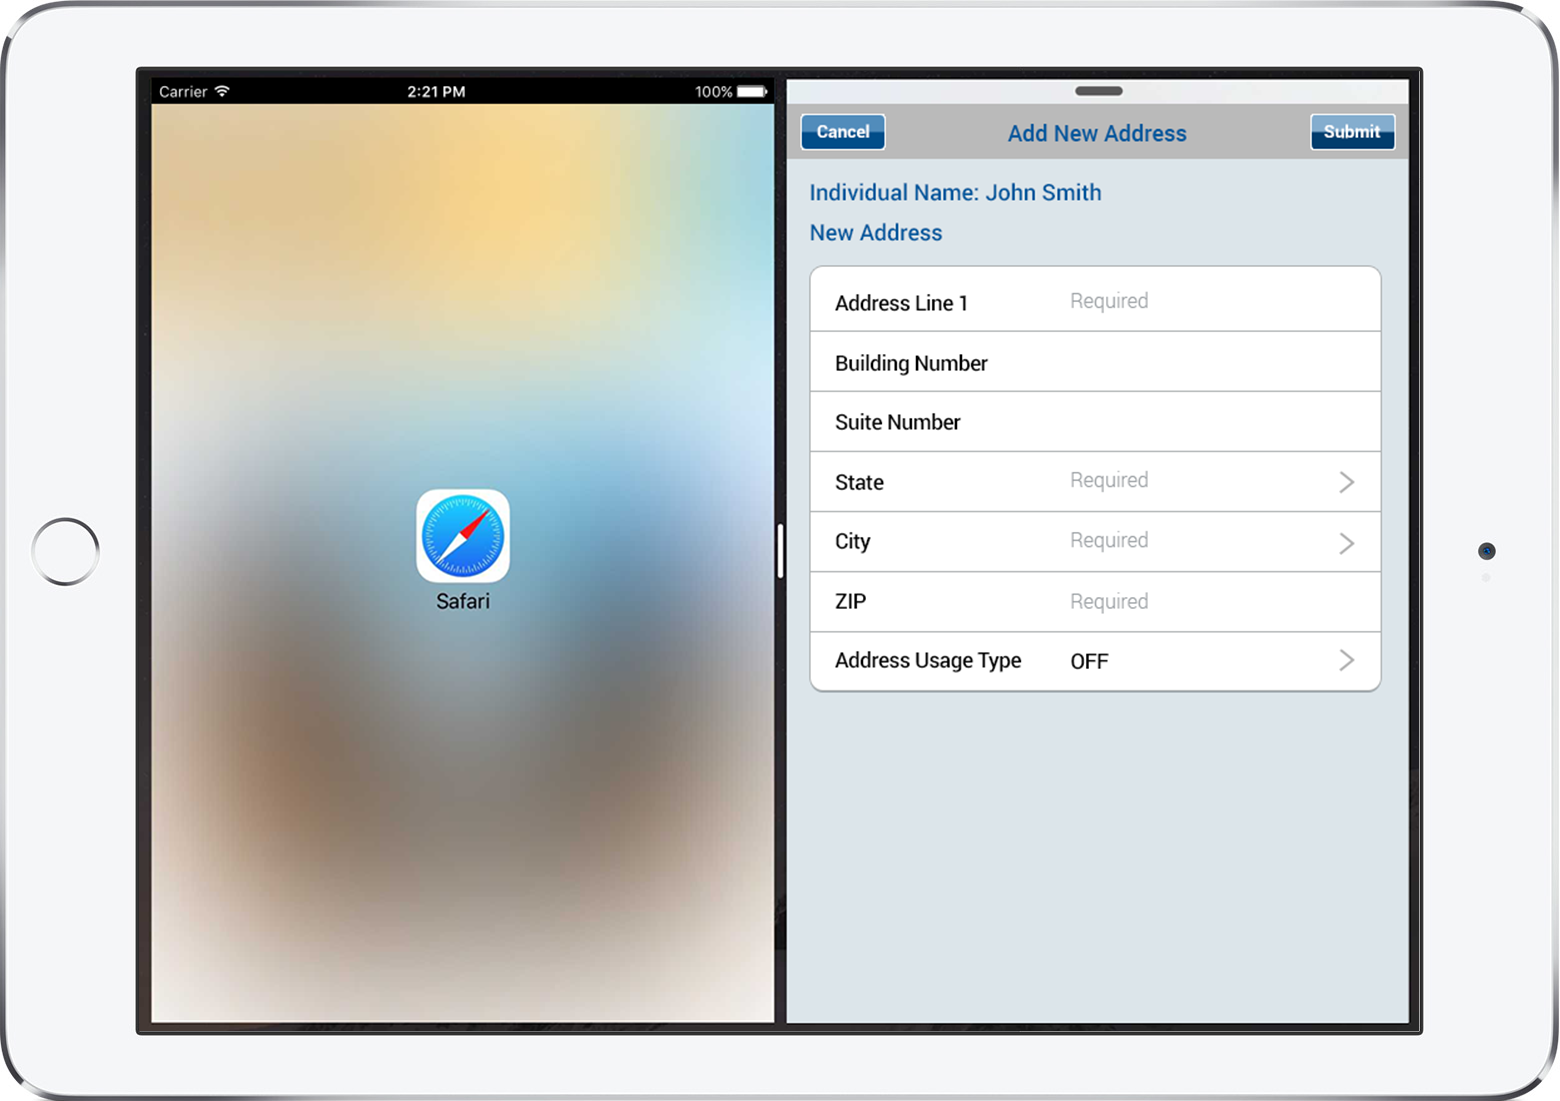 Carrier 2:21 PM 100%
Safari
Cancel Add New Address Submit
Individual Name: John Smith
New Address
Address Line 1 Required
Building Number
Suite Number
State Required
City Required
ZIP Required
Address Usage Type OFF